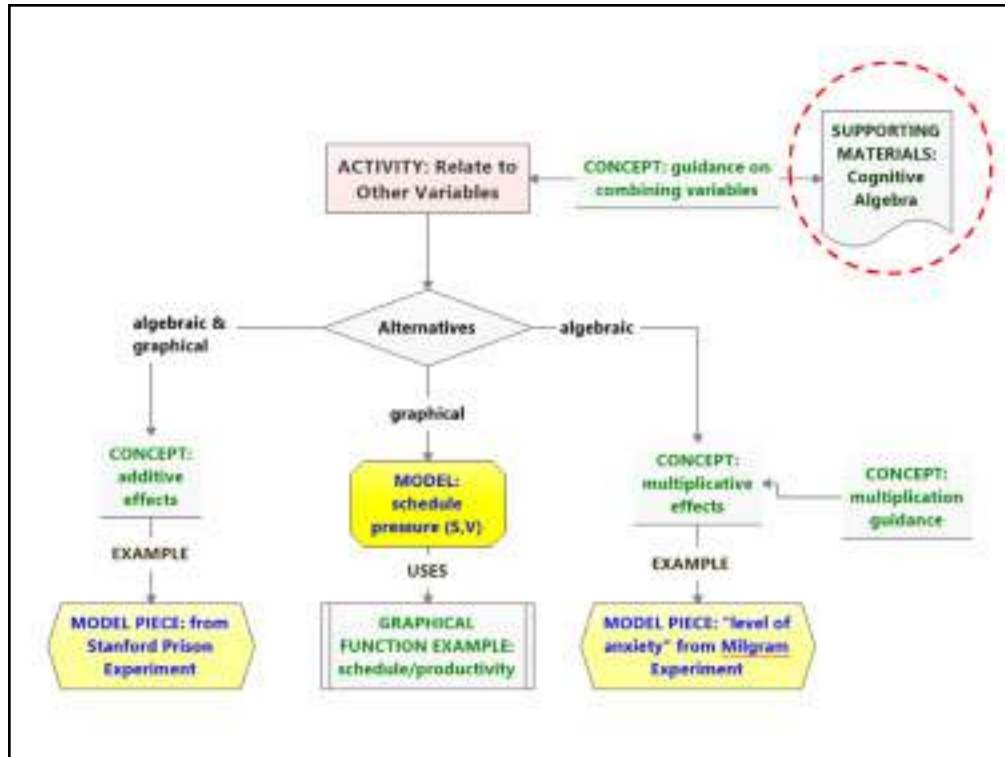 SUPPORTING
MATERIALS:
Cognitive
Algebra
ACTIVITY: Relate to
Other Variables
CONCEPT: guidance on
combining variables
Alternatives
algebraic &
graphical
algebraic
graphical
CONCEPT:
additive
effects
MODEL:
schedule
pressure (S,V)
CONCEPT:
multiplicative
effects
CONCEPT:
multiplication
guidance
EXAMPLE
USES
EXAMPLE
MODEL PIECE: from
Stanford Prison
Experiment
GRAPHICAL
FUNCTION EXAMPLE:
schedule/productivity
MODEL PIECE: "level of
anxiety" from Milgram
Experiment